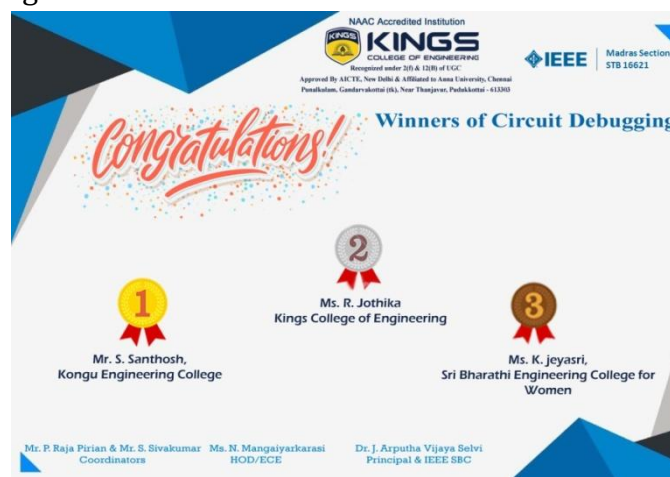 g
NAAC Accredited Institution
KINGS
KINGS
COLLEGE OF ENGINEERING
Recognized under 2(f) & 12(B) of UGC
Approved By AICTE, New Delhi & Affiliated to Anna University, Chennai
Punalkulam, Gandarvakottai (tk), Near Thanjavur, Pudukkottai - 613303
IEEE
Madras Section
STB 16621
Congratulations!
Winners of Circuit Debugging
2
Ms. R. Jothika
Kings College of Engineering
1
Mr. S. Santhosh,
Kongu Engineering College
3
Ms. K. jeyasri,
Sri Bharathi Engineering College for
Women
Mr. P. Raja Pirian & Mr. S. Sivakumar
Coordinators
Ms. N. Mangaiyarkarasi
HOD/ECE
Dr. J. Arputha Vijaya Selvi
Principal & IEEE SBC